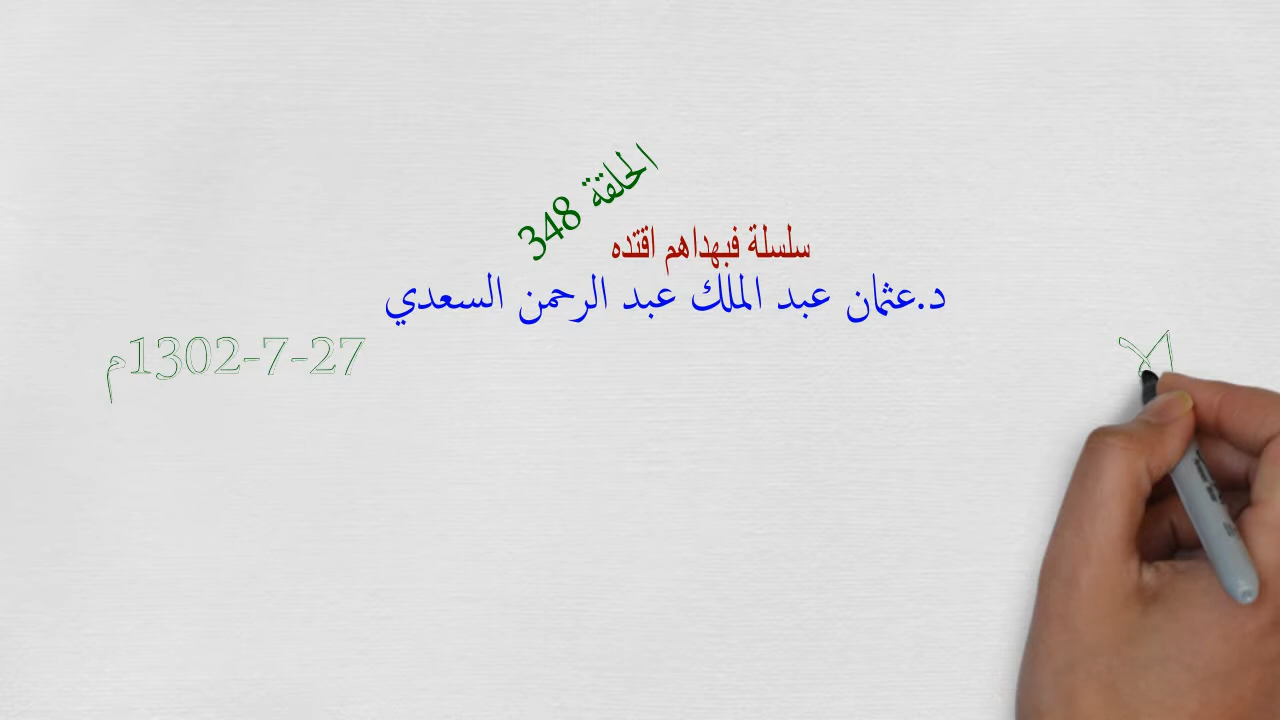 الحلقة 348
سلسلة فبهداهم اقتده
د.عثمان عبد الملك عبد الرحمن السعدي
27-7-1302م